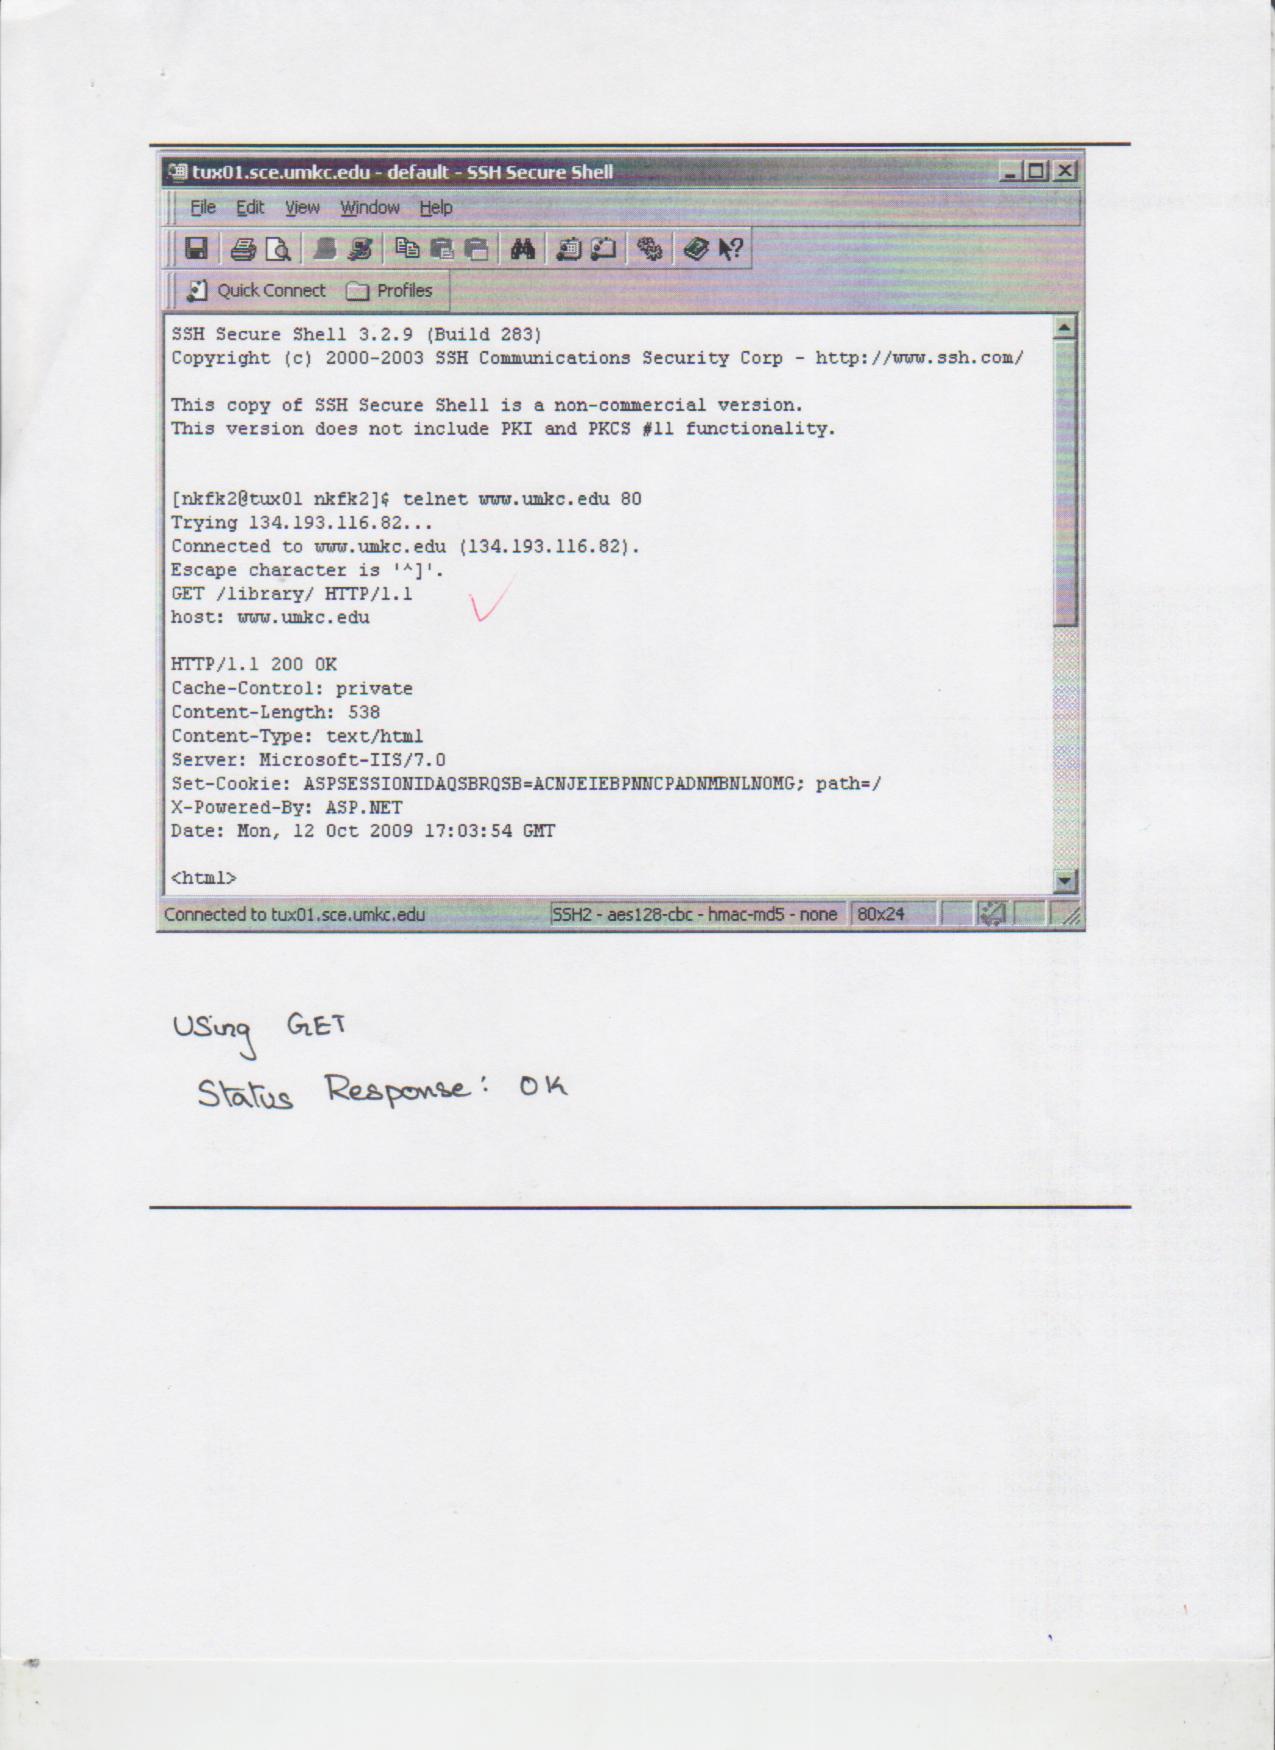 tux01.sce.umkc.edu - default - SSH Secure Shell
File Edit View Window Help
Quick Connect Profiles
SSH Secure Shell 3.2.9 (Build 283)
Copyright (c) 2000-2003 SSH Communications Security Corp - http://www.ssh.com/
This copy of SSH Secure Shell is a non-commercial version.
This version does not include PKI and PKCS #11 functionality.
[nkfk2@tux01 nkfk2]$ telnet www.umkc.edu 80
Trying 134.193.116.82...
Connected to www.umkc.edu (134.193.116.82).
Escape character is '^]'.
GET /library/ HTTP/1.1
host: www.umkc.edu
HTTP/1.1 200 OK
Cache-Control: private
Content-Length: 538
Content-Type: text/html
Server: Microsoft-IIS/7.0
Set-Cookie: ASPSESSIONIDAQSBRQSB=ACNJEIEBPNNCPADNMBNLNOMG; path=/
X-Powered-By: ASP.NET
Date: Mon, 12 Oct 2009 17:03:54 GMT
<html>
Connected to tux01.sce.umkc.edu SSH2 - aes128-cbc - hmac-md5 - none 80x24
Using GET
Status Response: OK